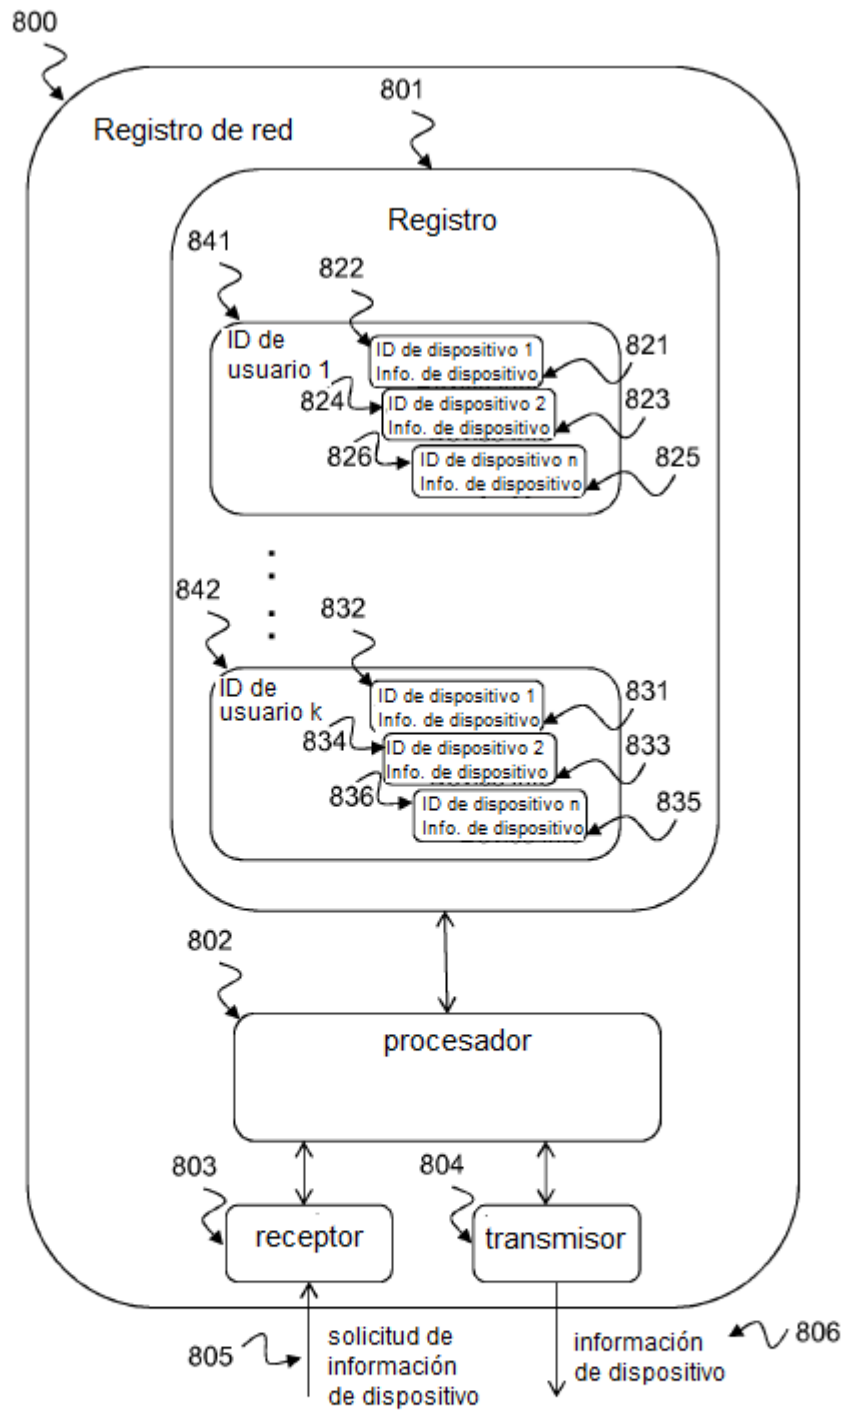 800
801
Registro de red
Registro
841
822
ID de
usuario 1
ID de dispositivo 1
Info. de dispositivo
821
824
ID de dispositivo 2
Info. de dispositivo
823
826
ID de dispositivo n
Info. de dispositivo
825
842
832
ID de
usuario k
ID de dispositivo 1
Info. de dispositivo
831
834
ID de dispositivo 2
Info. de dispositivo
833
836
ID de dispositivo n
Info. de dispositivo
835
802
procesador
803
804
receptor
transmisor
805
solicitud de
información
de dispositivo
información
de dispositivo
806